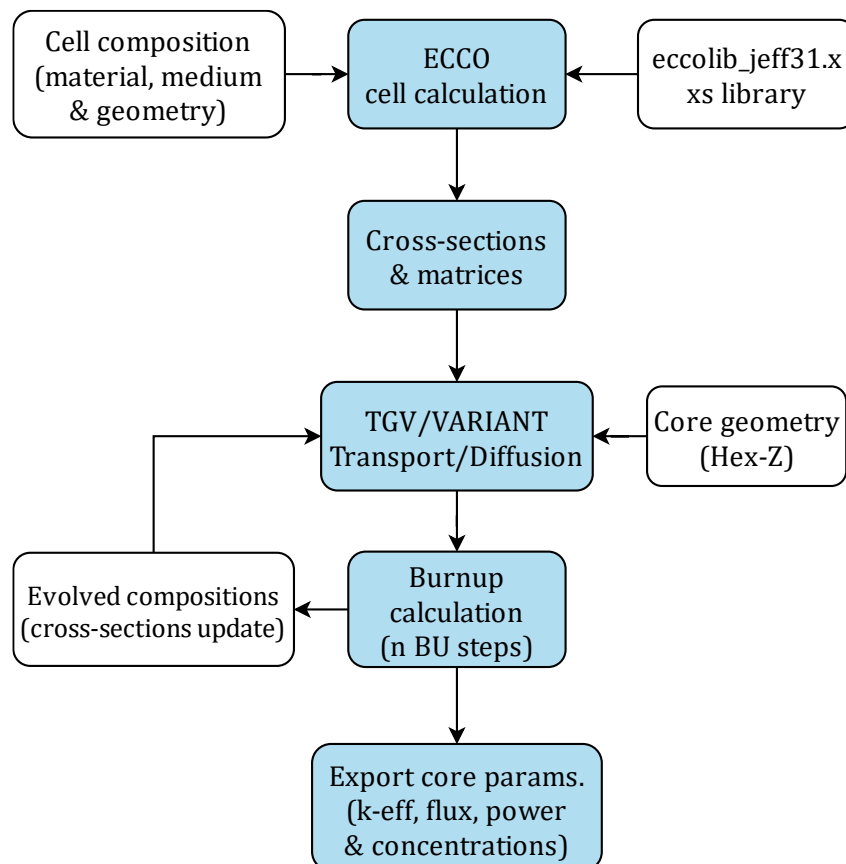 Cell composition
(material, medium
& geometry)
ECCO
cell calculation
eccolib_jeff31.x
xs library
Cross-sections
& matrices
TGV/VARIANT
Transport/Diffusion
Core geometry
(Hex-Z)
Evolved compositions
(cross-sections update)
Burnup
calculation
(n BU steps)
Export core params.
(k-eff, flux, power
& concentrations)